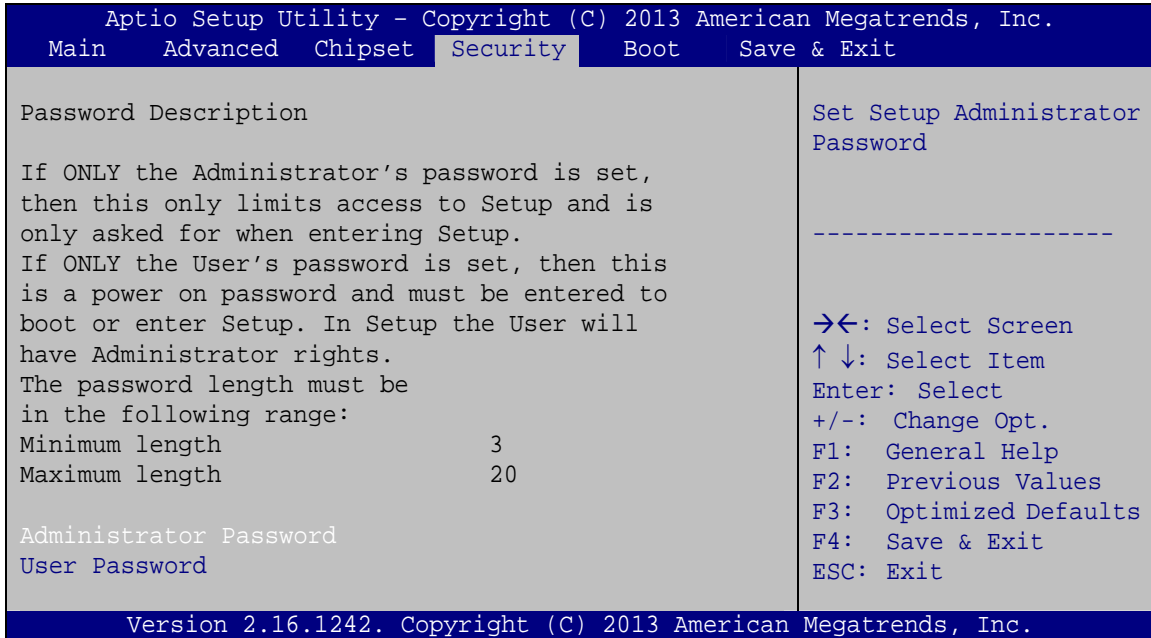 Aptio Setup Utility – Copyright (C) 2013 American Megatrends, Inc.
Main Advanced Chipset Security Boot Save & Exit
Password Description
If ONLY the Administrator’s password is set,
then this only limits access to Setup and is
only asked for when entering Setup.
If ONLY the User’s password is set, then this
is a power on password and must be entered to
boot or enter Setup. In Setup the User will
have Administrator rights.
The password length must be
in the following range:
Minimum length 3
Maximum length 20
Administrator Password
User Password
Set Setup Administrator
Password
---------------------
→←: Select Screen
↑ ↓: Select Item
Enter: Select
+/-: Change Opt.
F1: General Help
F2: Previous Values
F3: Optimized Defaults
F4: Save & Exit
ESC: Exit
Version 2.16.1242. Copyright (C) 2013 American Megatrends, Inc.